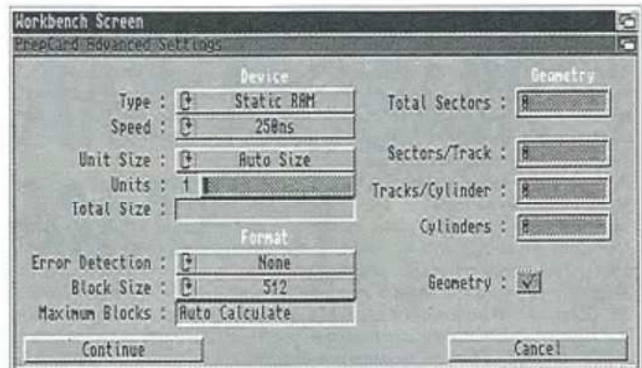 Workbench Screen
PrepCard Advanced Settings
Device
Type : Static RAM
Speed : 250ns
Unit Size : Auto Size
Units : 1
Total Size :
Format
Error Detection : None
Block Size : 512
Maximum Blocks : Auto Calculate
Geometry
Total Sectors : 0
Sectors/Track : 0
Tracks/Cylinder : 0
Cylinders : 0
Geometry :
Continue
Cancel